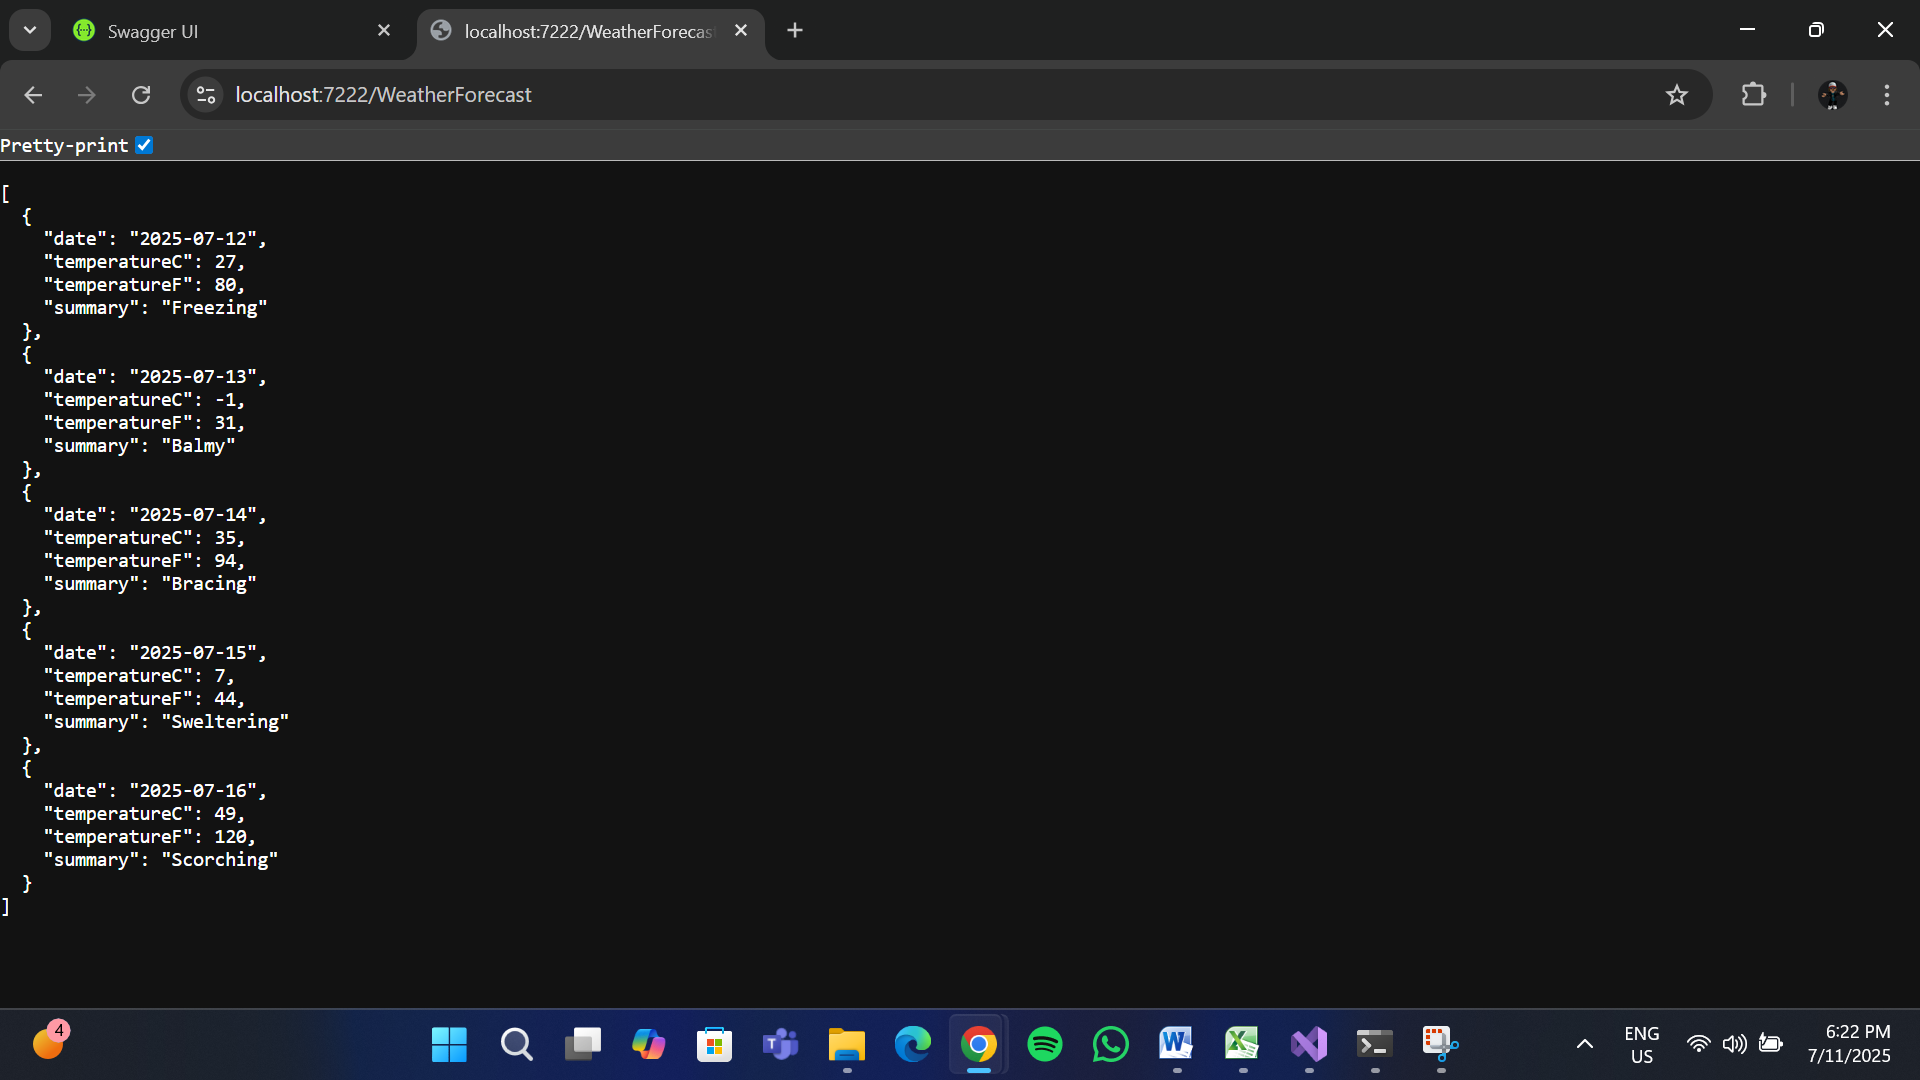 Swagger UI
localhost:7222/WeatherForecas
localhost:7222/WeatherForecast
Pretty-print
[
  {
    "date": "2025-07-12",
    "temperatureC": 27,
    "temperatureF": 80,
    "summary": "Freezing"
  },
  {
    "date": "2025-07-13",
    "temperatureC": -1,
    "temperatureF": 31,
    "summary": "Balmy"
  },
  {
    "date": "2025-07-14",
    "temperatureC": 35,
    "temperatureF": 94,
    "summary": "Bracing"
  },
  {
    "date": "2025-07-15",
    "temperatureC": 7,
    "temperatureF": 44,
    "summary": "Sweltering"
  },
  {
    "date": "2025-07-16",
    "temperatureC": 49,
    "temperatureF": 120,
    "summary": "Scorching"
  }
]
4
ENG
US
6:22 PM
7/11/2025